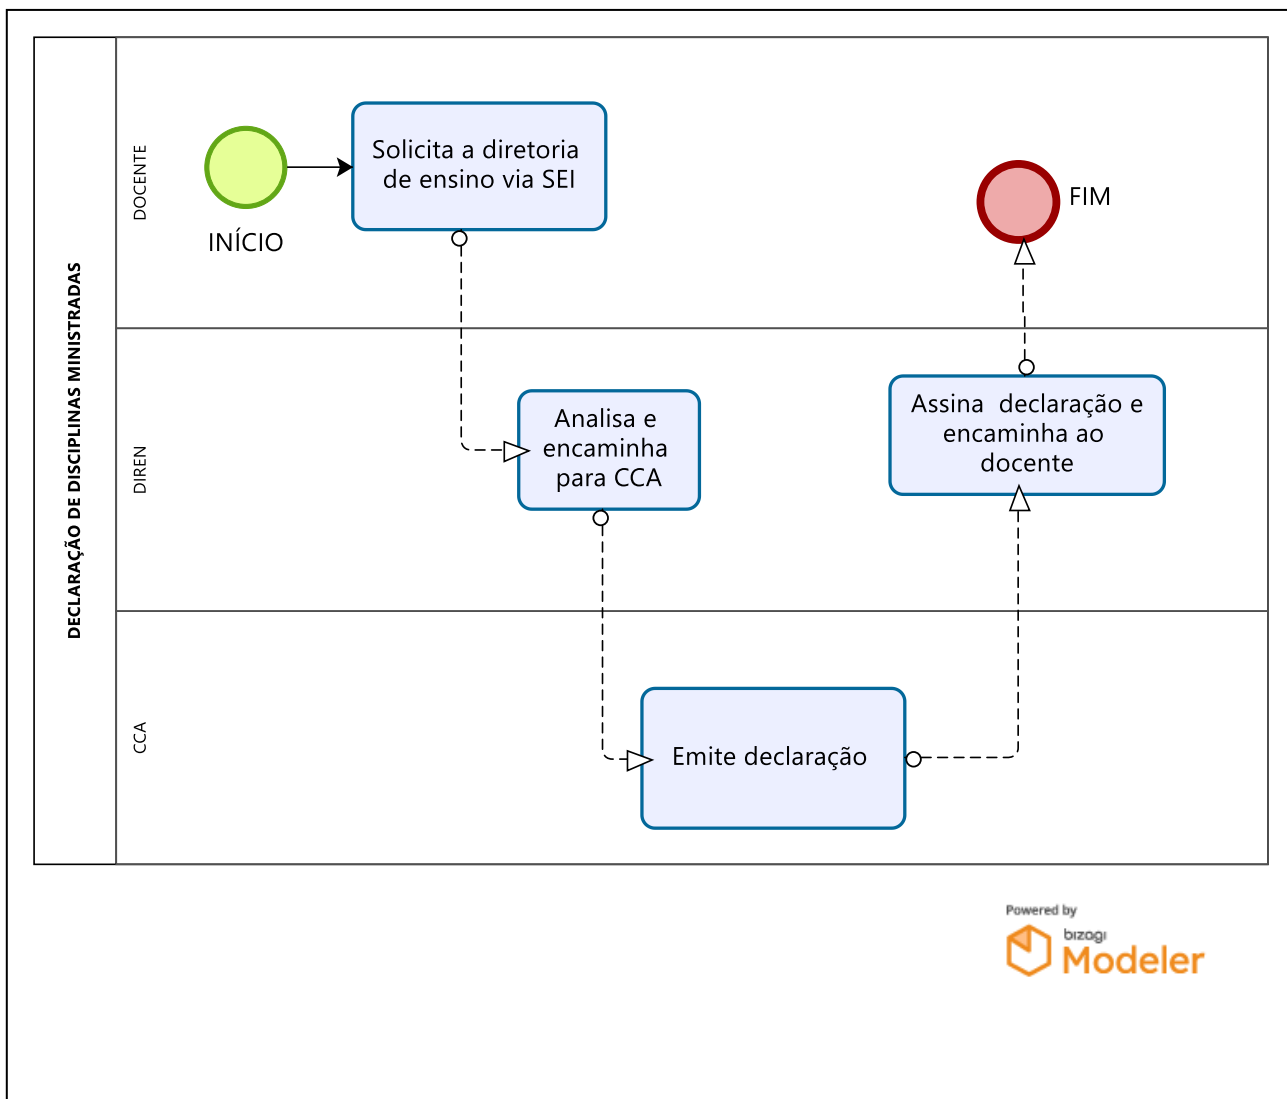 DECLARAÇÃO DE DISCIPLINAS MINISTRADAS
DOCENTE
INÍCIO
Solicita a diretoria
de ensino via SEI
FIM
DIREN
Analisa e
encaminha
para CCA
Assina  declaração e
encaminha ao
docente
CCA
Emite declaração
Powered by
bizagi
Modeler